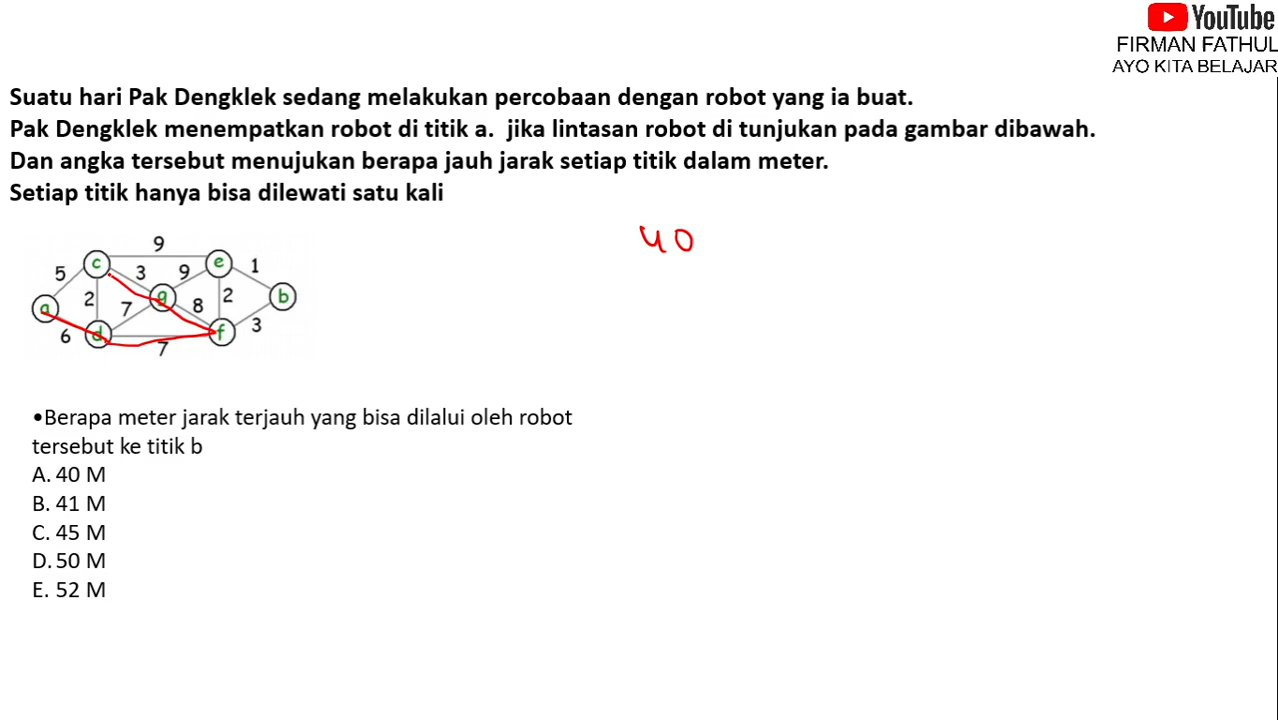 YouTube
FIRMAN FATHUL
AYO KITA BELAJAR
Suatu hari Pak Dengklek sedang melakukan percobaan dengan robot yang ia buat.
Pak Dengklek menempatkan robot di titik a. jika lintasan robot di tunjukan pada gambar dibawah.
Dan angka tersebut menujukan berapa jauh jarak setiap titik dalam meter.
Setiap titik hanya bisa dilewati satu kali
40
9
c e
5 3 9 1
a 2 7 g 8 2 b
6 d f 3
7
•Berapa meter jarak terjauh yang bisa dilalui oleh robot
tersebut ke titik b
A. 40 M
B. 41 M
C. 45 M
D. 50 M
E. 52 M